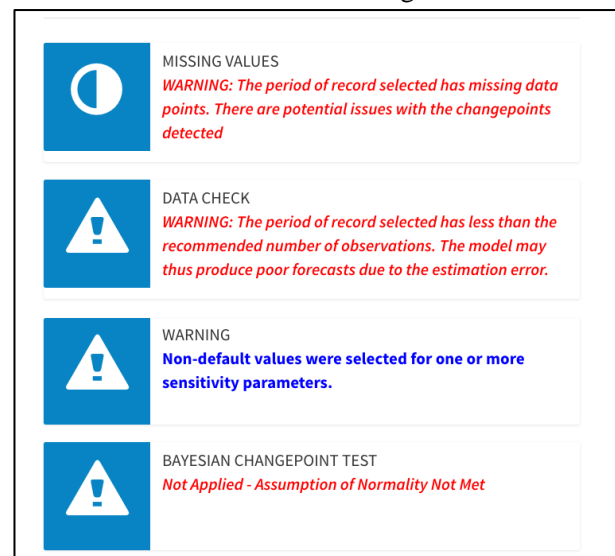 MISSING VALUES
WARNING: The period of record selected has missing data
points. There are potential issues with the changepoints
detected
DATA CHECK
WARNING: The period of record selected has less than the
recommended number of observations. The model may
thus produce poor forecasts due to the estimation error.
WARNING
Non-default values were selected for one or more
sensitivity parameters.
BAYESIAN CHANGEPOINT TEST
Not Applied - Assumption of Normality Not Met